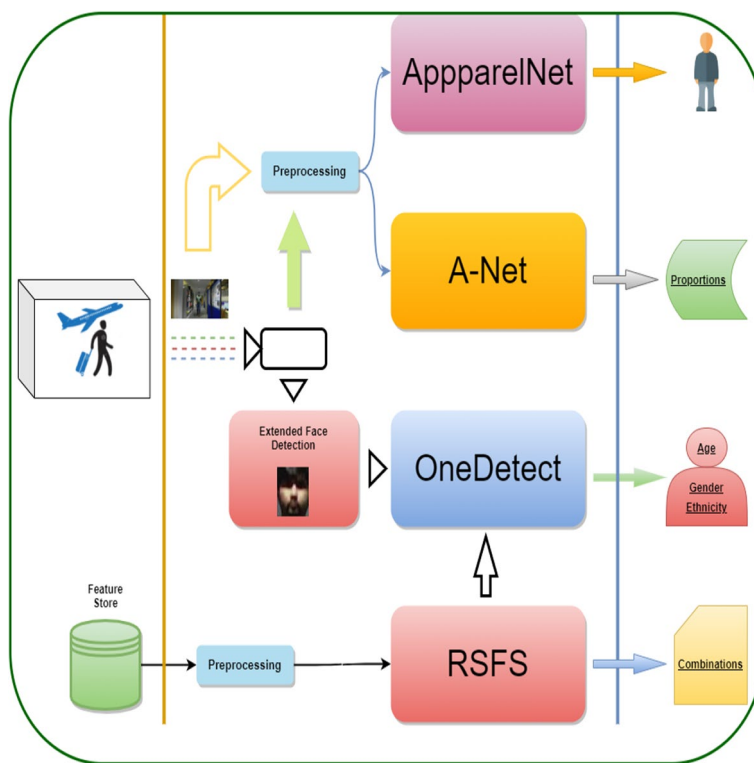 AppparelNet
Preprocessing
A-Net
Proportions
Extended Face
Detection
OneDetect
Age
Gender
Ethnicity
Feature
Store
Preprocessing
RSFS
Combinations